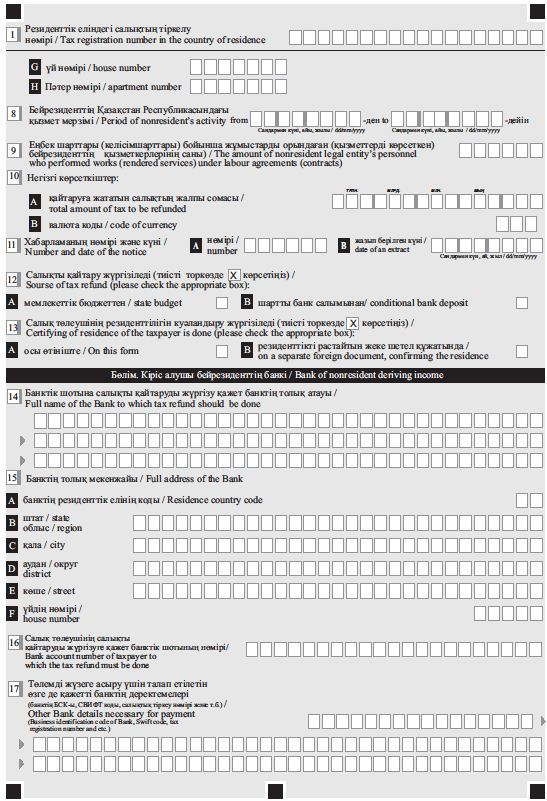 1 Резиденттік еліндегі салықтың тіркелу
нөмірі / Tax registration number in the country of residence
G үй нөмірі / house number
H Пәтер нөмірі / apartment number
8 Бейрезиденттің Қазақстан Республикасындағы
қызмет мерзімі / Period of nonresident's activity from -ден to -дейін
Сандармен күні, айы, жылы / dd/mm/yyyy Сандармен күні, айы, жылы / dd/mm/yyyy
9 Еңбек шарттары (келісімшарттары) бойынша жұмыстарды орындаған (қызметтерді көрсеткен)
бейрезиденттің қызметкерлерінің саны) / The amount of nonresident legal entity's personnel
who performed works (rendered services) under labour agreements (contracts)
10 Негізгі көрсеткіштер:
трлн. млрд. млн. мың
A қайтаруға жататын салықтың жалпы сомасы /
total amount of tax to be refunded
B валюта коды / code of currency
11 Хабарламаның нөмірі және күні /
Number and date of the notice
A нөмірі /
number
B жазып берілген күні /
date of an extract
Сандармен күні, ай, жылы / dd/mm/yyyy
12 Салықты қайтару жүргізіледі (тиісті торкөзде X көрсетіңіз) /
Sourse of tax refund (please check the appropriate box):
A мемлекеттік бюджеттен / state budget
B шартты банк салымынан/ conditional bank deposit
13 Салық төлеушінің резиденттілігін куәландыру жүргізіледі (тиісті торкөзде X көрсетіңіз) /
Certifying of residence of the taxpayer is done (please check the appropriate box):
A осы өтініште / On this form
B резиденттікті растайтын жеке шетел құжатында /
on a separate foreign document, confirming the residence
Бөлім. Кіріс алушы бейрезиденттің банкі / Bank of nonresident deriving income
14 Банктік шотына салықты қайтаруды жүргізу қажет банктің толық атауы /
Full name of the Bank to which tax refund should be done
15 Банктің толық мекенжайы / Full address of the Bank
A банктің резиденттік елінің коды / Residence country code
B штат / state
облыс / region
C қала / city
D аудан / округ
district
E көше / street
F үйдің нөмірі /
house number
16 Салық төлеушінің салықты
қайтаруды жүргізуге қажет банктік шотының нөмірі/
Bank account number of taxpayer to
which the tax refund must be done
17 Төлемді жүзеге асыру үшін талап етілетін
өзге де қажетті банктің деректемелері
(банктің БСК-ы, СВИФТ коды, салықтық тіркеу нөмірі және т.б.) /
Other Bank details necessary for payment
(Business identification code of Bank, Swift code, tax
registration number and etc.)